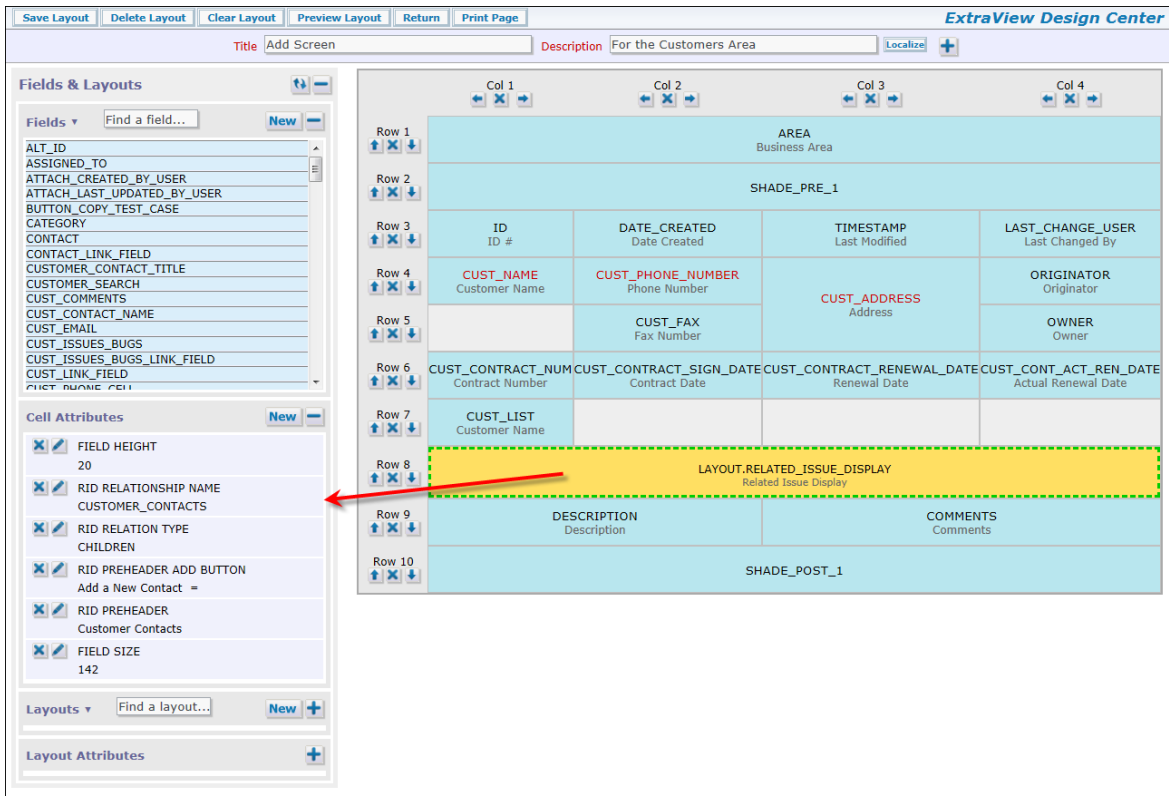 Save Layout Delete Layout Clear Layout Preview Layout Return Print Page ExtraView Design Center
Title Add Screen Description For the Customers Area Localize
Fields & Layouts
Fields Find a field... New
ALT_ID
ASSIGNED_TO
ATTACH_CREATED_BY_USER
ATTACH_LAST_UPDATED_BY_USER
BUTTON_COPY_TEST_CASE
CATEGORY
CONTACT
CONTACT_LINK_FIELD
CUSTOMER_CONTACT_TITLE
CUSTOMER_SEARCH
CUST_COMMENTS
CUST_CONTACT_NAME
CUST_EMAIL
CUST_ISSUES_BUGS
CUST_ISSUES_BUGS_LINK_FIELD
CUST_LINK_FIELD
CUST_PHONE_CELL
Cell Attributes New
FIELD HEIGHT
20
RID RELATIONSHIP NAME
CUSTOMER_CONTACTS
RID RELATION TYPE
CHILDREN
RID PREHEADER ADD BUTTON
Add a New Contact =
RID PREHEADER
Customer Contacts
FIELD SIZE
142
Layouts Find a layout... New
Layout Attributes
Col 1 Col 2 Col 3 Col 4
Row 1 AREA
Business Area
Row 2 SHADE_PRE_1
Row 3 ID DATE_CREATED TIMESTAMP LAST_CHANGE_USER
ID # Date Created Last Modified Last Changed By
Row 4 CUST_NAME CUST_PHONE_NUMBER ORIGINATOR
Customer Name Phone Number Originator
CUST_ADDRESS
Address
Row 5 CUST_FAX OWNER
Fax Number Owner
Row 6 CUST_CONTRACT_NUM CUST_CONTRACT_SIGN_DATE CUST_CONTRACT_RENEWAL_DATE CUST_CONT_ACT_REN_DATE
Contract Number Contract Date Renewal Date Actual Renewal Date
Row 7 CUST_LIST
Customer Name
Row 8 LAYOUT.RELATED_ISSUE_DISPLAY
Related Issue Display
Row 9 DESCRIPTION COMMENTS
Description Comments
Row 10 SHADE_POST_1